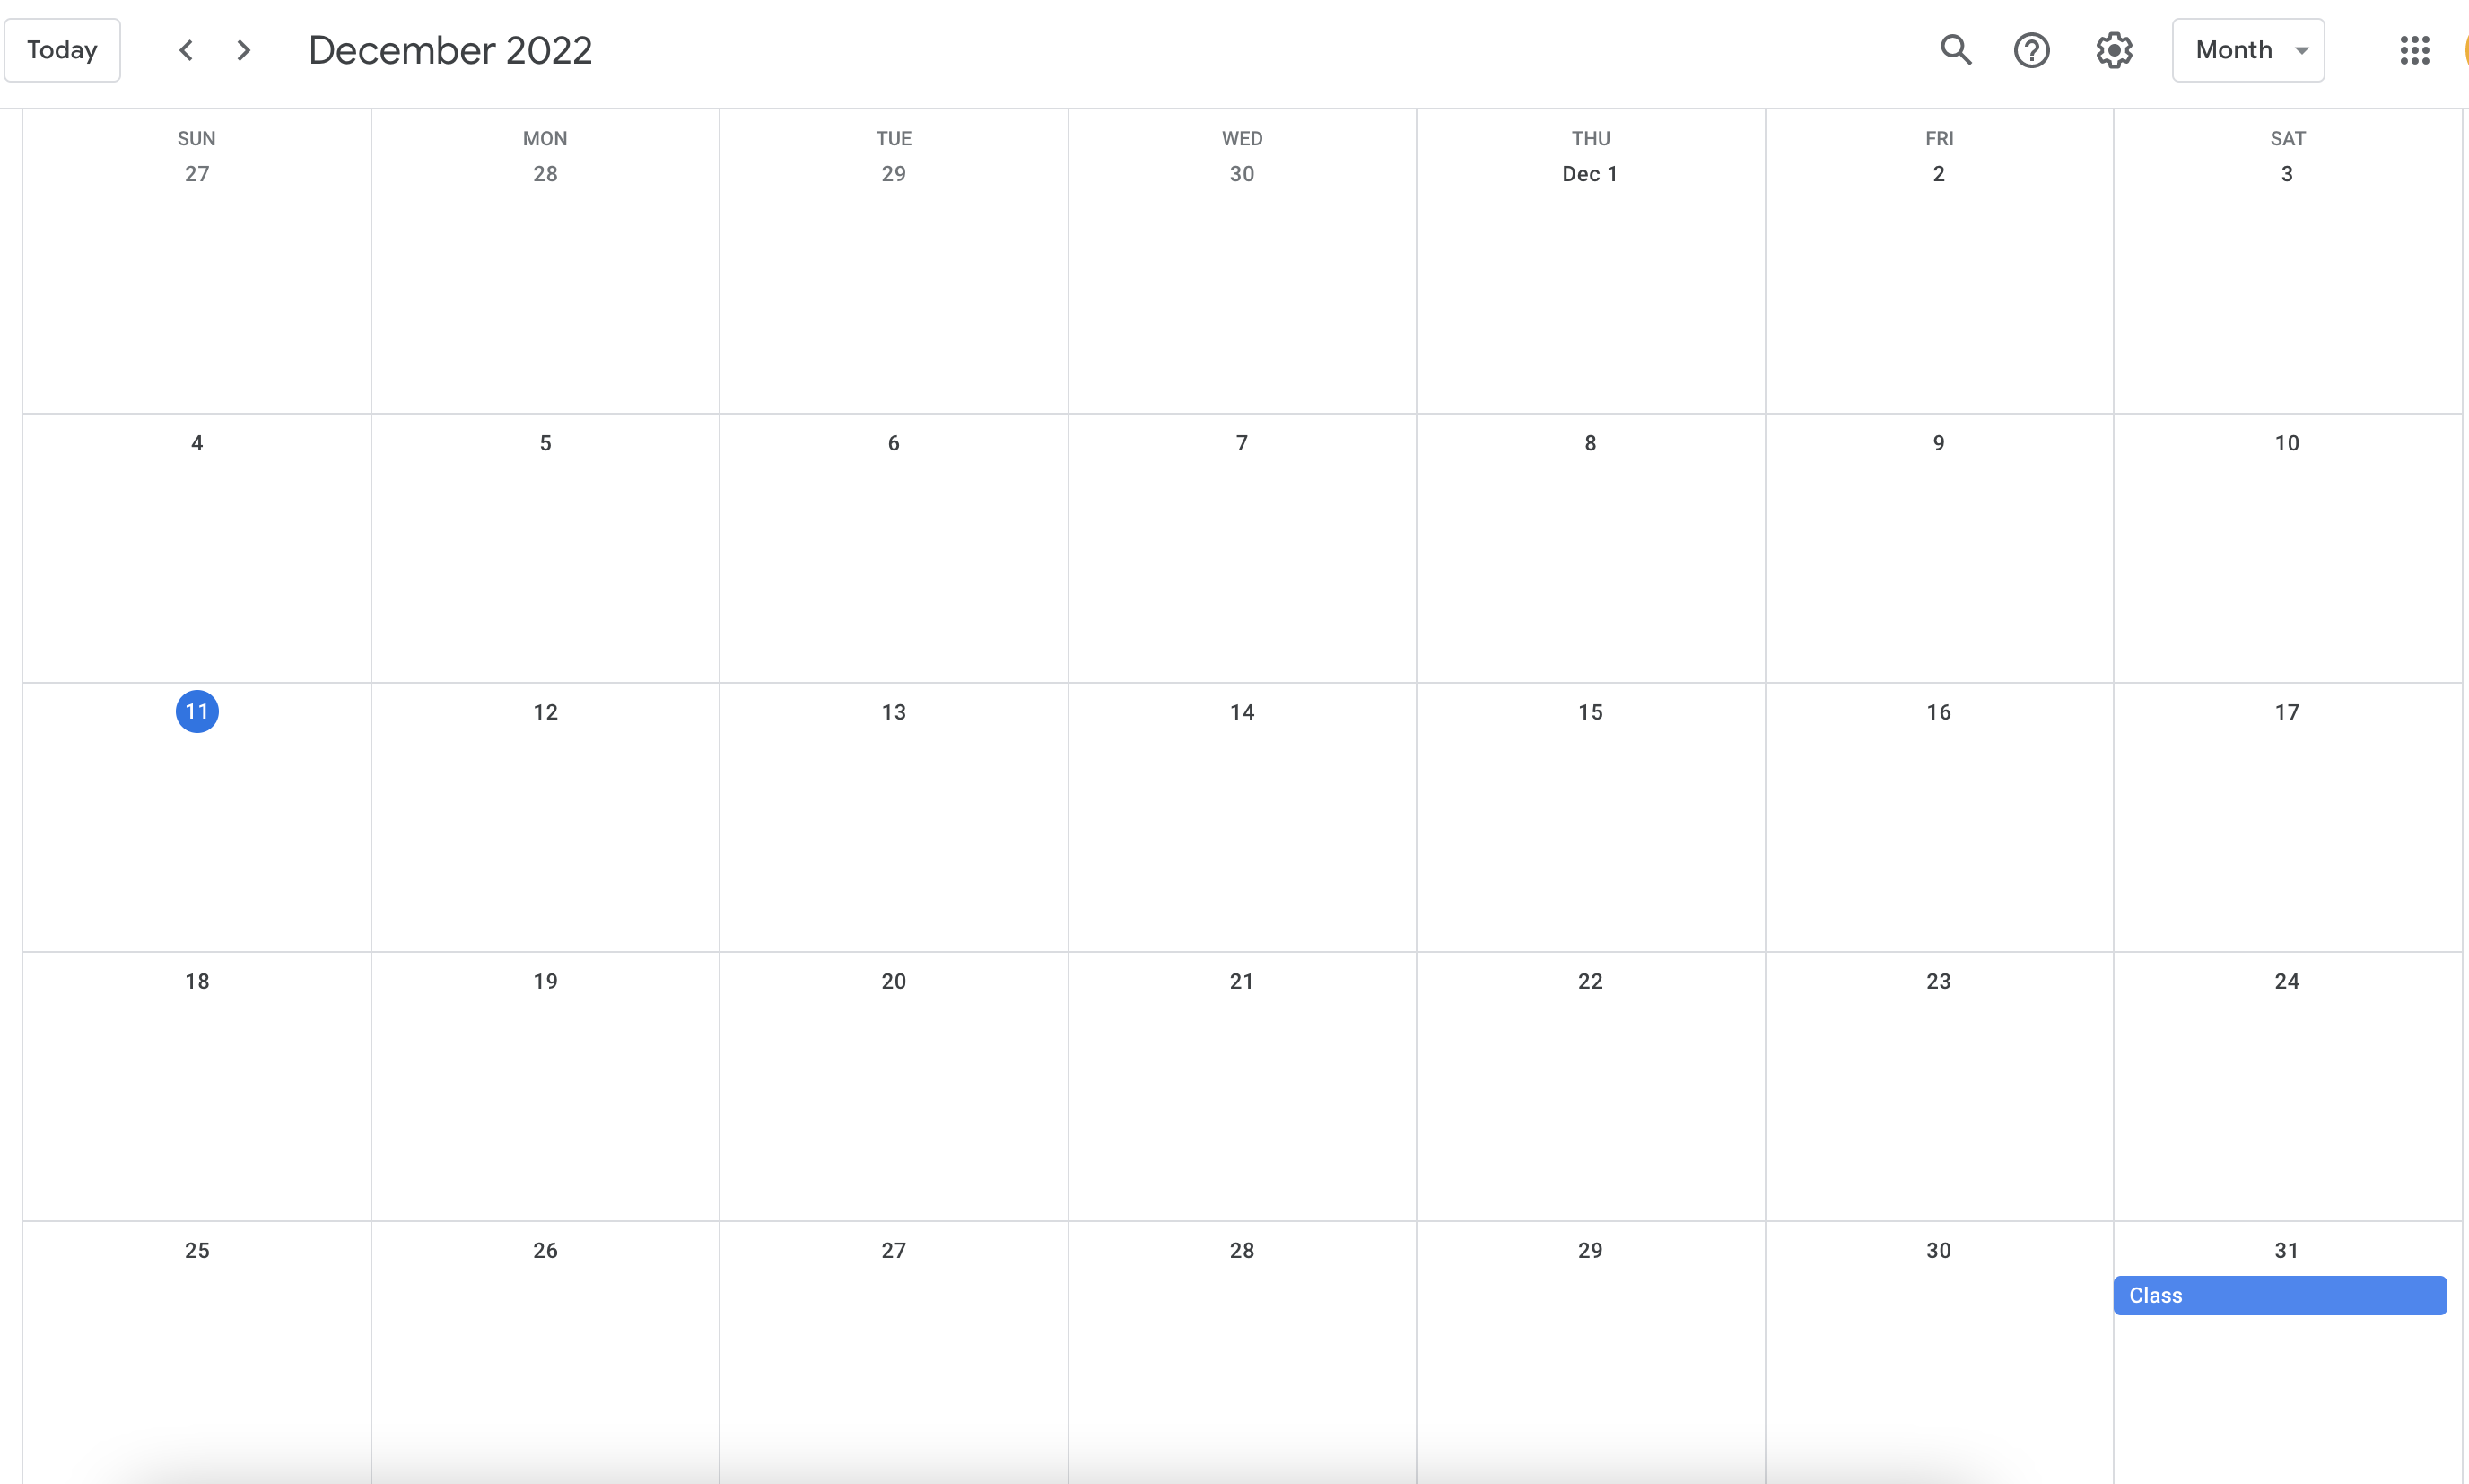 Today December 2022 Month
SUN MON TUE WED THU FRI SAT
27 28 29 30 Dec 1 2 3
4 5 6 7 8 9 10
11 12 13 14 15 16 17
18 19 20 21 22 23 24
25 26 27 28 29 30 31
Class